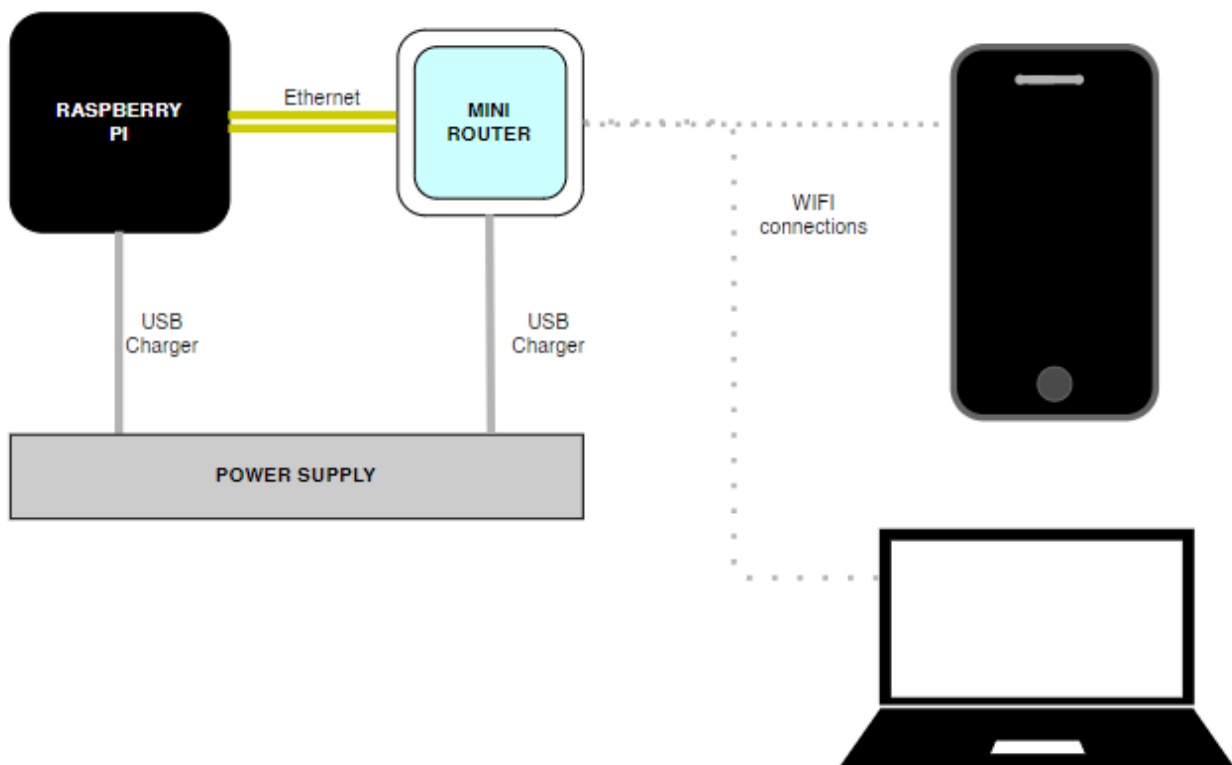 RASPBERRY
PI
Ethernet
MINI
ROUTER
WIFI
connections
USB
Charger
USB
Charger
POWER SUPPLY